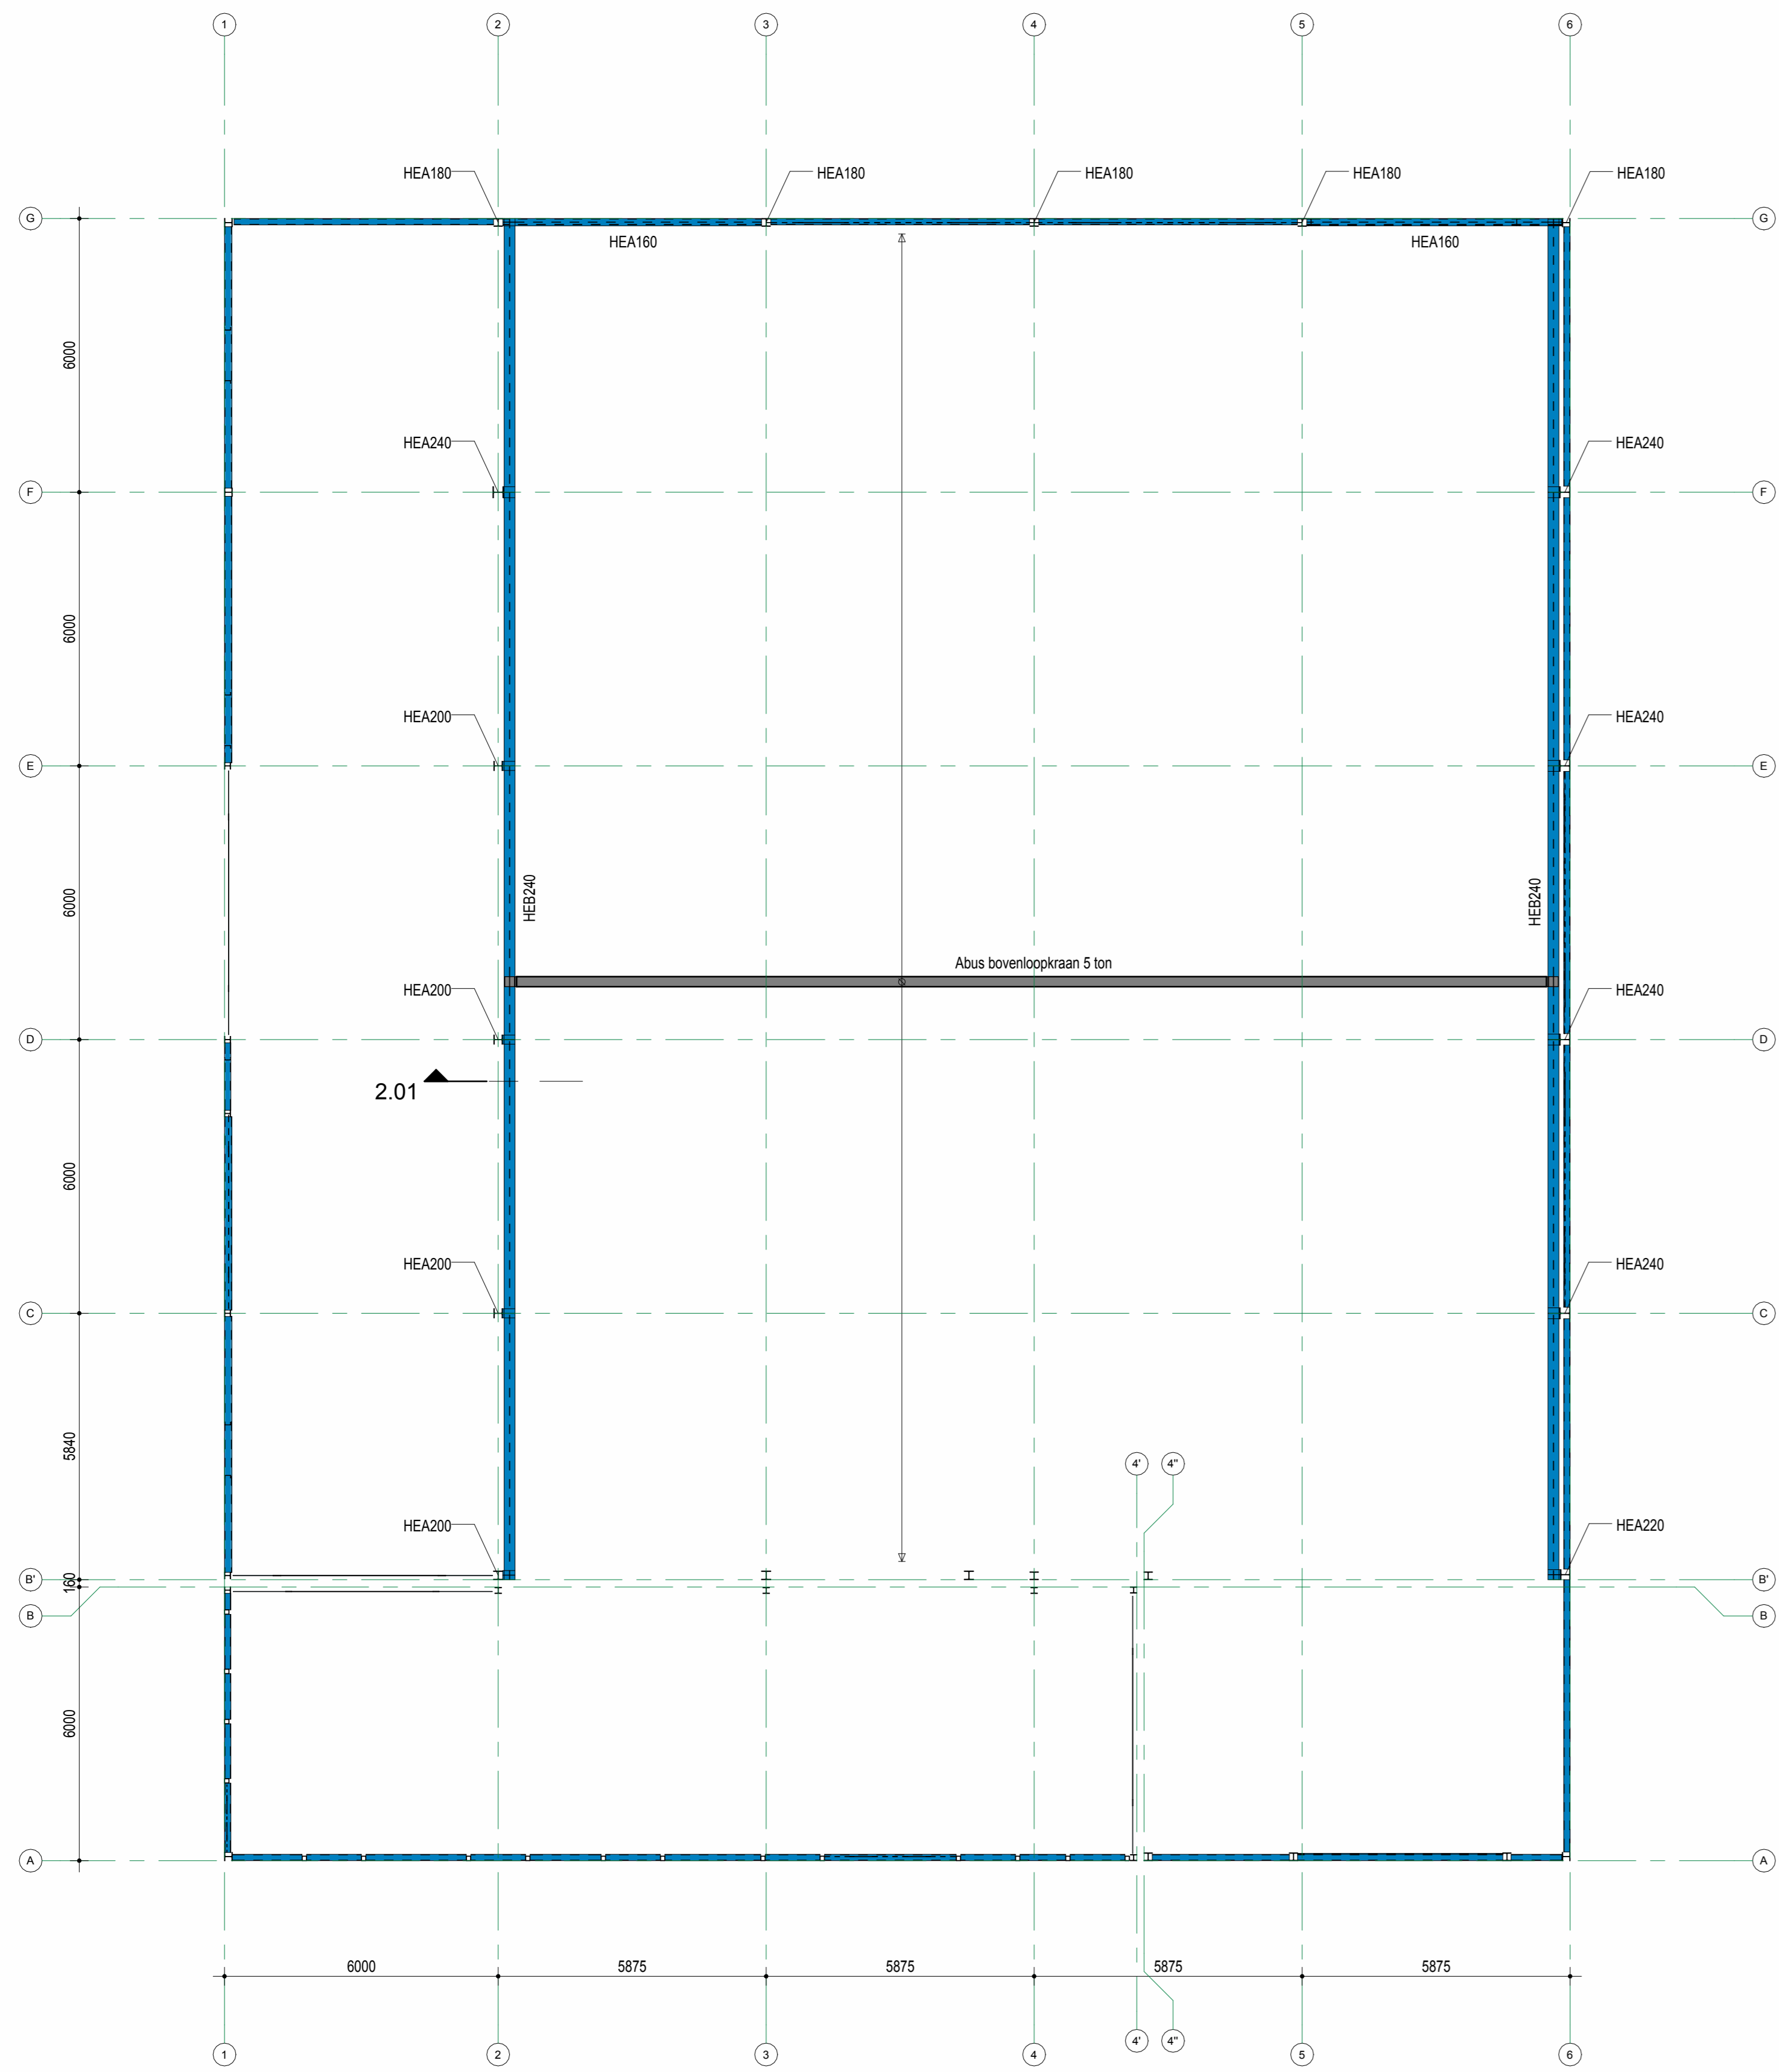 1 2 3 4 5 6
HEA180 HEA180 HEA180 HEA180 HEA180
G G
HEA160 HEA160
6000
HEA240 HEA240
F F
6000
HEA200 HEA240
E E
6000
HEB240 HEB240
Abus bovenloopkraan 5 ton
HEA200 HEA240
D D
2.01
6000
HEA200 HEA240
C C
5840
4' 4"
HEA200 HEA220
B' B'
160
B B
6000
A A
6000 5875 5875 5875 5875
4' 4"
1 2 3 4 5 6